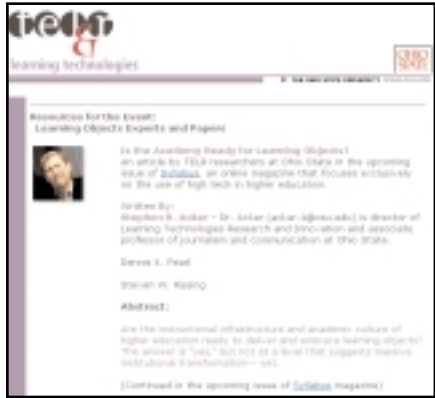 telr
&
learning technologies
OHIO
STATE
THE OHIO STATE UNIVERSITY
Resources for the Event:
Learning Objects Experts and Papers
Is the Academy Ready for Learning Objects?
An article by TELR researchers at Ohio State in the upcoming
issue of Syllabus, an online magazine that focuses exclusively
on the use of high tech in higher education.
Written By:
Stephen R. Acker - Dr. Acker (acker.1@osu.edu) is director of
Learning Technologies Research and Innovation and associate
professor of journalism and communication at Ohio State.
Dennis K. Pearl
Steven W. Rissing
Abstract:
Are the instructional infrastructure and academic culture of
higher education ready to deliver and embrace learning objects?
The answer is "yes," but not at a level that suggests massive
institutional transformation— yet.
(Continued in the upcoming issue of Syllabus magazine)